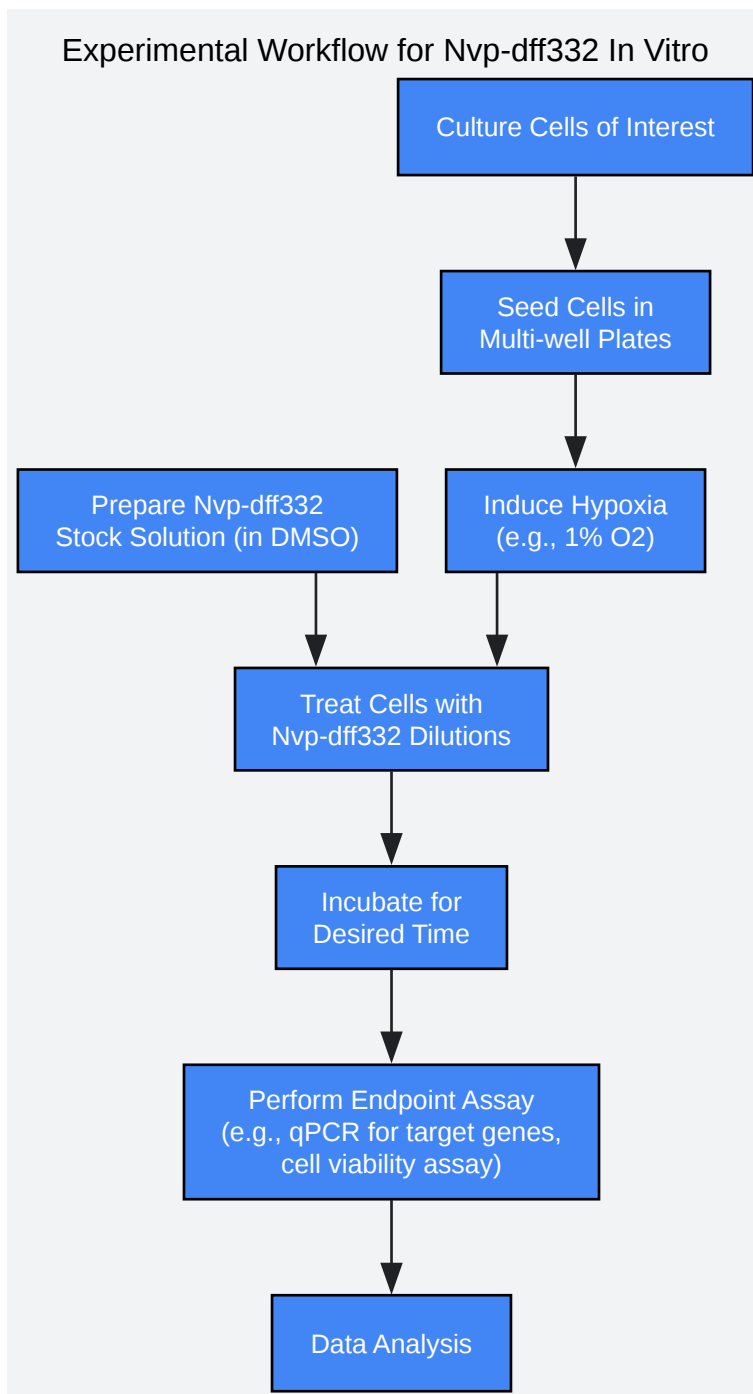 Experimental Workflow for Nvp-dff332 In Vitro
Culture Cells of Interest
Seed Cells in
Multi-well Plates
Prepare Nvp-dff332
Stock Solution (in DMSO)
Induce Hypoxia
(e.g., 1% O2)
Treat Cells with
Nvp-dff332 Dilutions
Incubate for
Desired Time
Perform Endpoint Assay
(e.g., qPCR for target genes,
cell viability assay)
Data Analysis